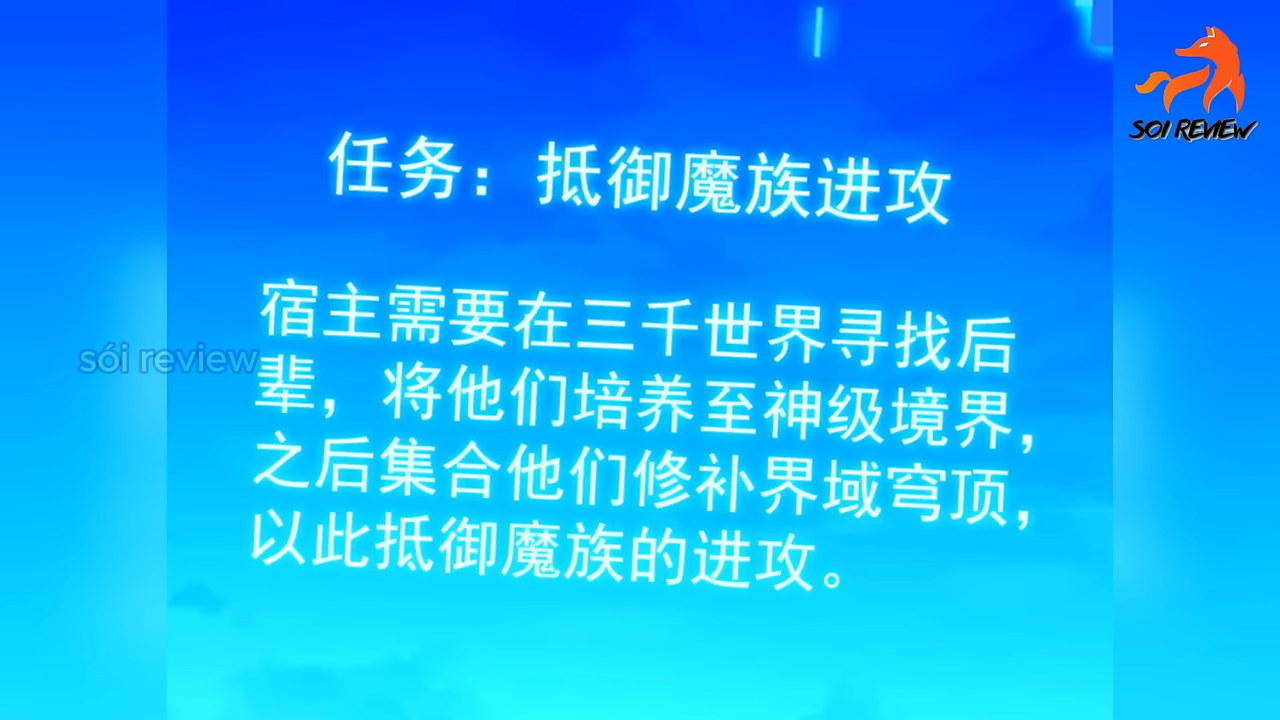 SOI REVIEW
任务：抵御魔族进攻
宿主需要在三千世界寻找后
sói review
辈，将他们培养至神级境界，
之后集合他们修补界域穹顶，
以此抵御魔族的进攻。